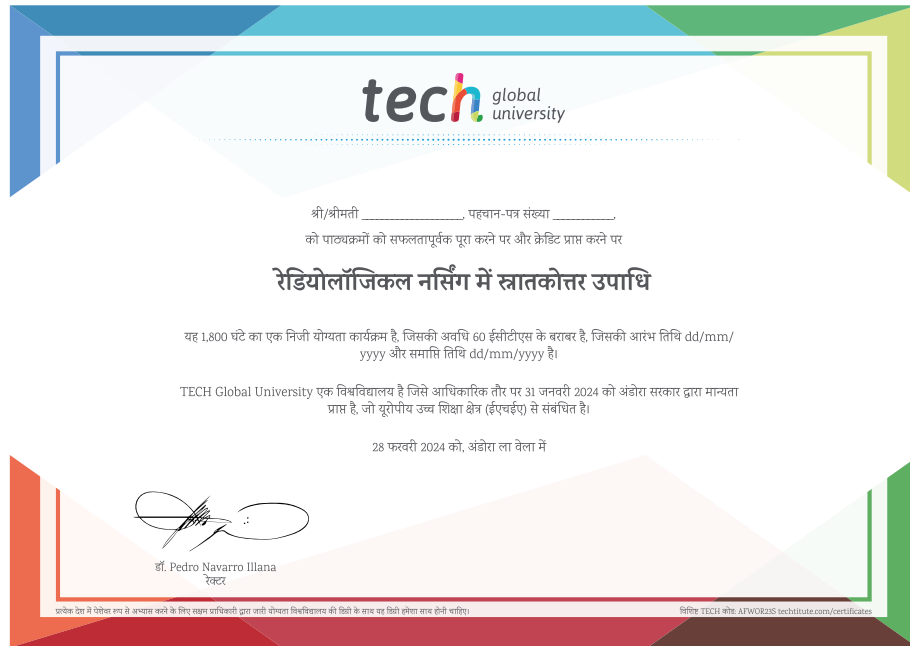 tech global
university
श्री/श्रीमती ____________________, पहचान-पत्र संख्या ____________,
को पाठ्यक्रमों को सफलतापूर्वक पूरा करने पर और क्रेडिट प्राप्त करने पर
रेडियोलॉजिकल नर्सिंग में स्नातकोत्तर उपाधि
यह 1,800 घंटे का एक निजी योग्यता कार्यक्रम है, जिसकी अवधि 60 ईसीटीएस के बराबर है, जिसकी आरंभ तिथि dd/mm/
yyyy और समाप्ति तिथि dd/mm/yyyy है।
TECH Global University एक विश्वविद्यालय है जिसे आधिकारिक तौर पर 31 जनवरी 2024 को अंडोरा सरकार द्वारा मान्यता
प्राप्त है, जो यूरोपीय उच्च शिक्षा क्षेत्र (ईएचईए) से संबंधित है।
28 फरवरी 2024 को, अंडोरा ला वेला में
डॉ. Pedro Navarro Illana
रेक्टर
प्रत्येक देश में पेशेवर रूप से अभ्यास करने के लिए सक्षम प्राधिकारी द्वारा जारी योग्यता विश्वविद्यालय की डिग्री के साथ यह डिग्री हमेशा साथ होनी चाहिए।
विशिष्ट TECH कोड: AFWOR23S techtitute.com/certificates